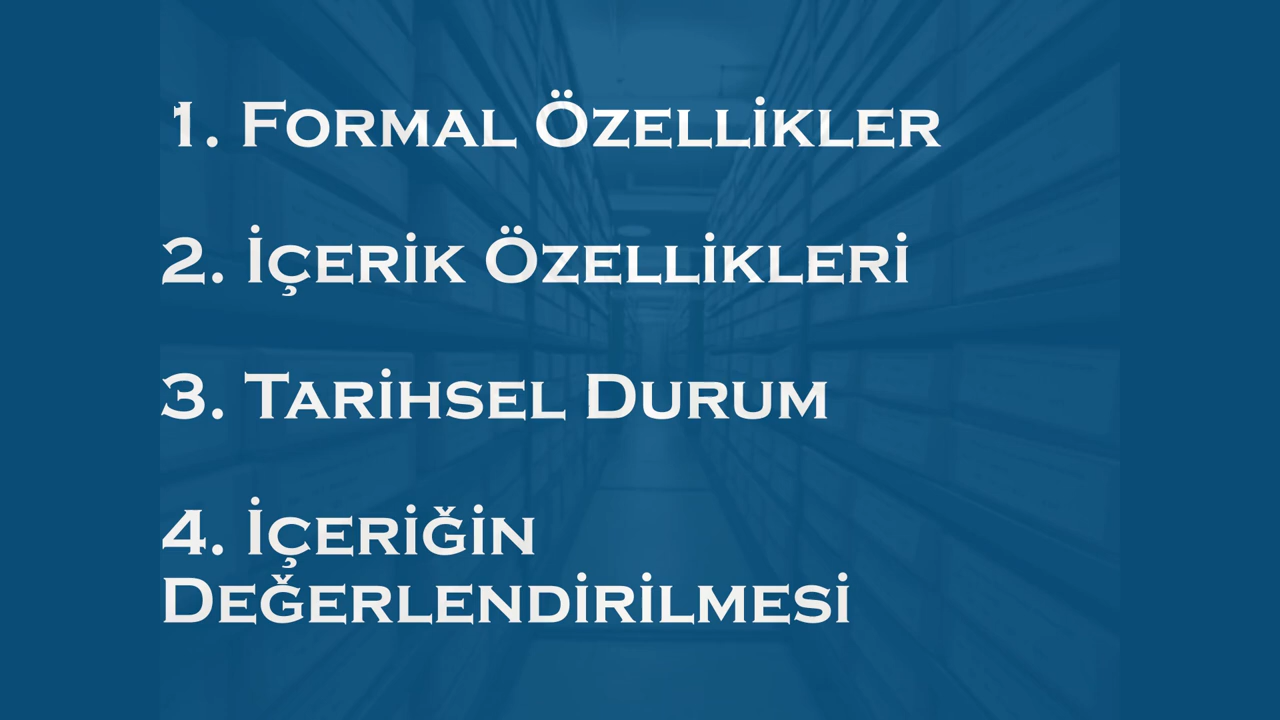 1. Formal Özellikler
2. İçerik Özellikleri
3. Tarihsel Durum
4. İçeriğin
Değerlendirilmesi